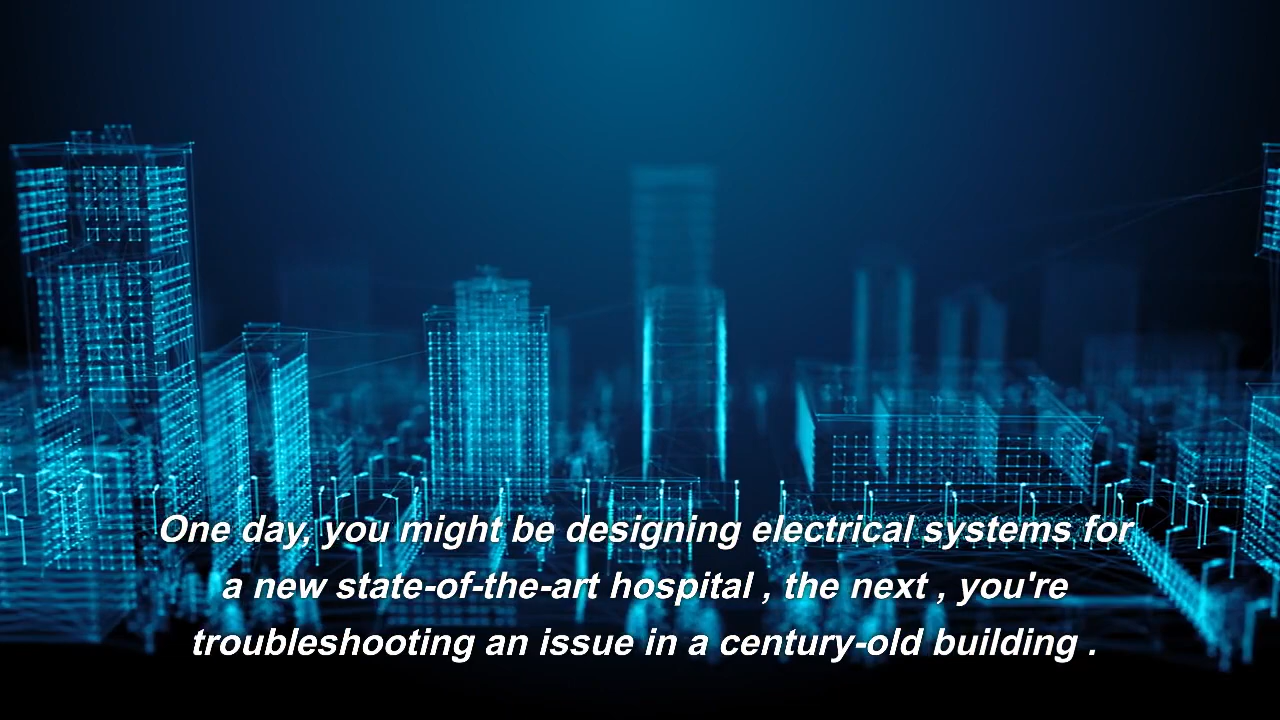 One day, you might be designing electrical systems for
a new state-of-the-art hospital , the next , you're
troubleshooting an issue in a century-old building .